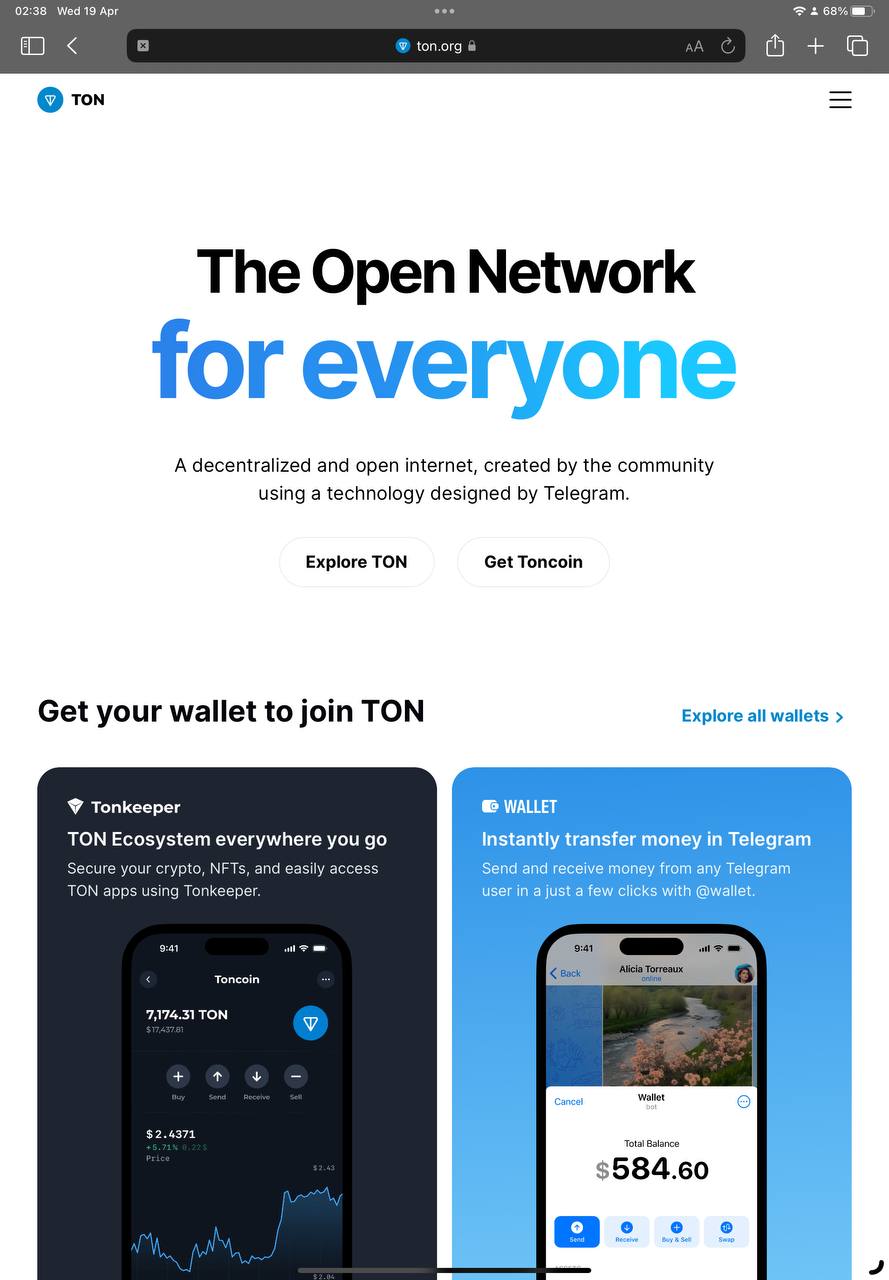 02:38 Wed 19 Apr
68%
ton.org
AA
TON
The Open Network
for everyone
A decentralized and open internet, created by the community
using a technology designed by Telegram.
Explore TON
Get Toncoin
Get your wallet to join TON
Explore all wallets
Tonkeeper
TON Ecosystem everywhere you go
Secure your crypto, NFTs, and easily access
TON apps using Tonkeeper.
9:41
Toncoin
7,174.31 TON
$17,437.81
Buy Send Receive Sell
$2.4371
+5.71% 0.22$
Price
$2.43
$2.04
WALLET
Instantly transfer money in Telegram
Send and receive money from any Telegram
user in a just a few clicks with @wallet.
9:41
Back
Alicia Torreaux
online
Cancel
Wallet
bot
Total Balance
$584.60
Send Receive Buy & Sell Swap